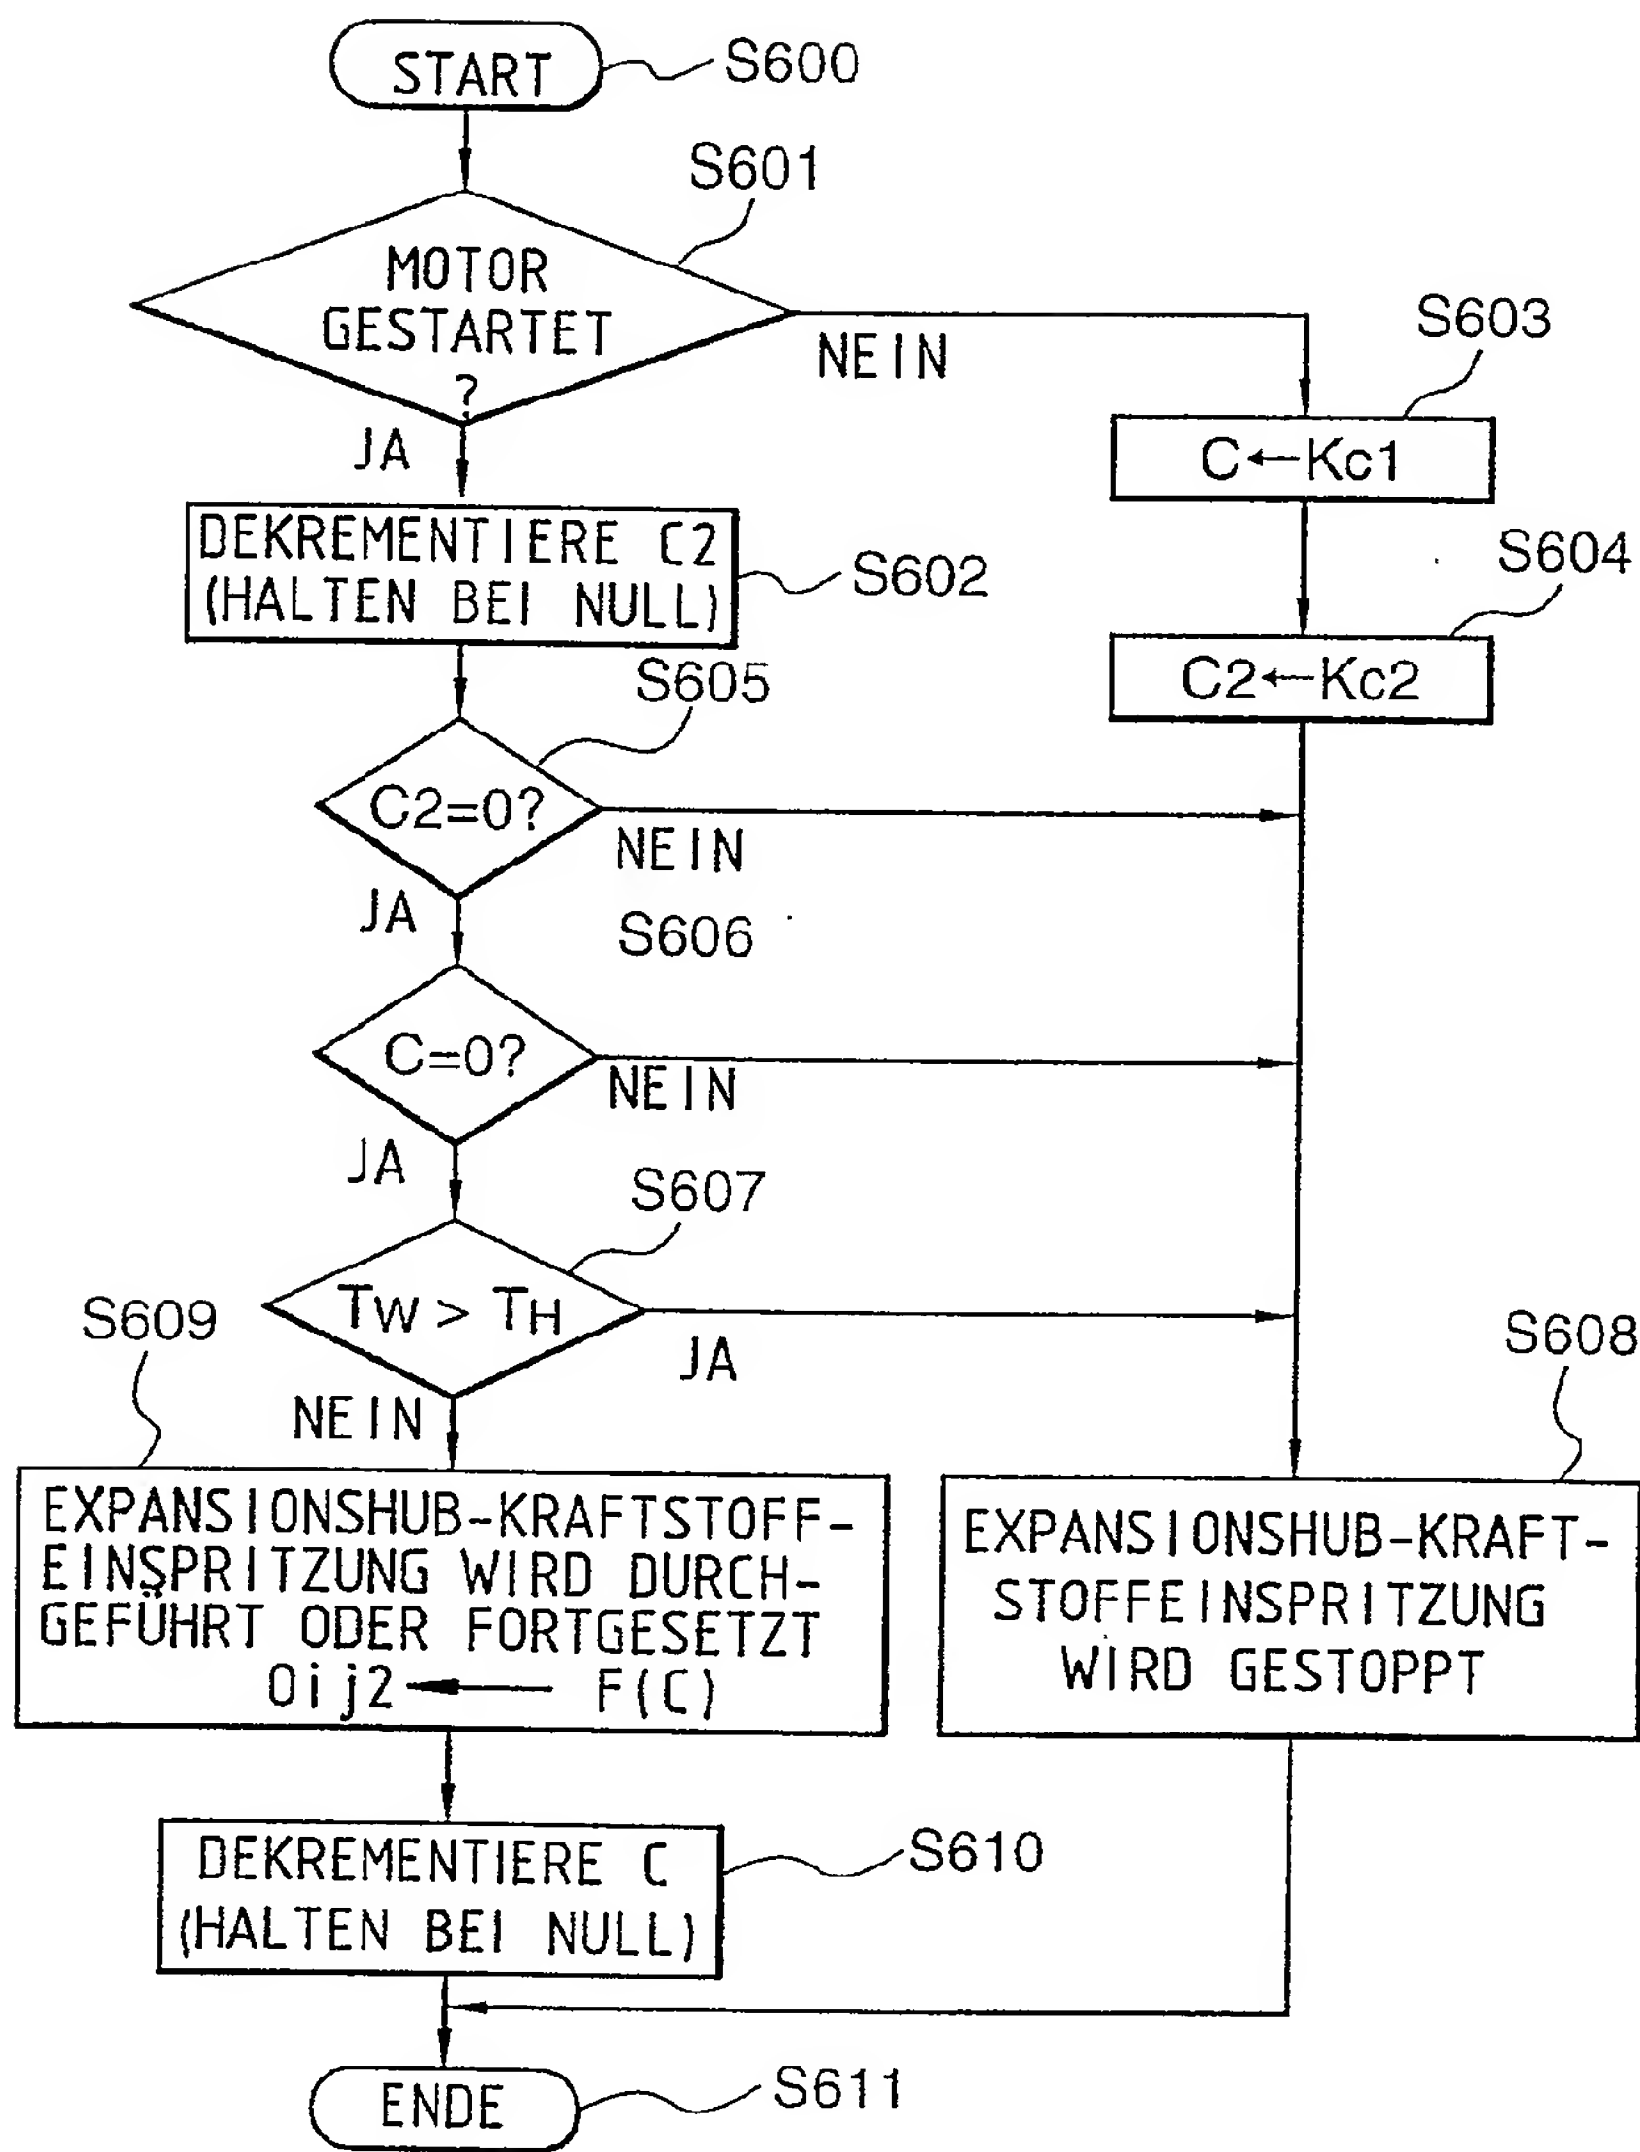 START
S600
S601
MOTOR
GESTARTET
?
NEIN
JA
S603
C←Kc1
DEKREMENTIERE C2
(HALTEN BEI NULL)
S602
S604
C2←Kc2
S605
C2=0?
NEIN
JA
S606
C=0?
NEIN
JA
S607
TW > TH
JA
NEIN
S609
S608
EXPANSIONSHUB-KRAFTSTOFF-
EINSPRITZUNG WIRD DURCH-
GEFÜHRT ODER FORTGESETZT
Oij2 ← F(C)
EXPANSIONSHUB-KRAFT-
STOFFEINSPRITZUNG
WIRD GESTOPPT
DEKREMENTIERE C
(HALTEN BEI NULL)
S610
ENDE
S611